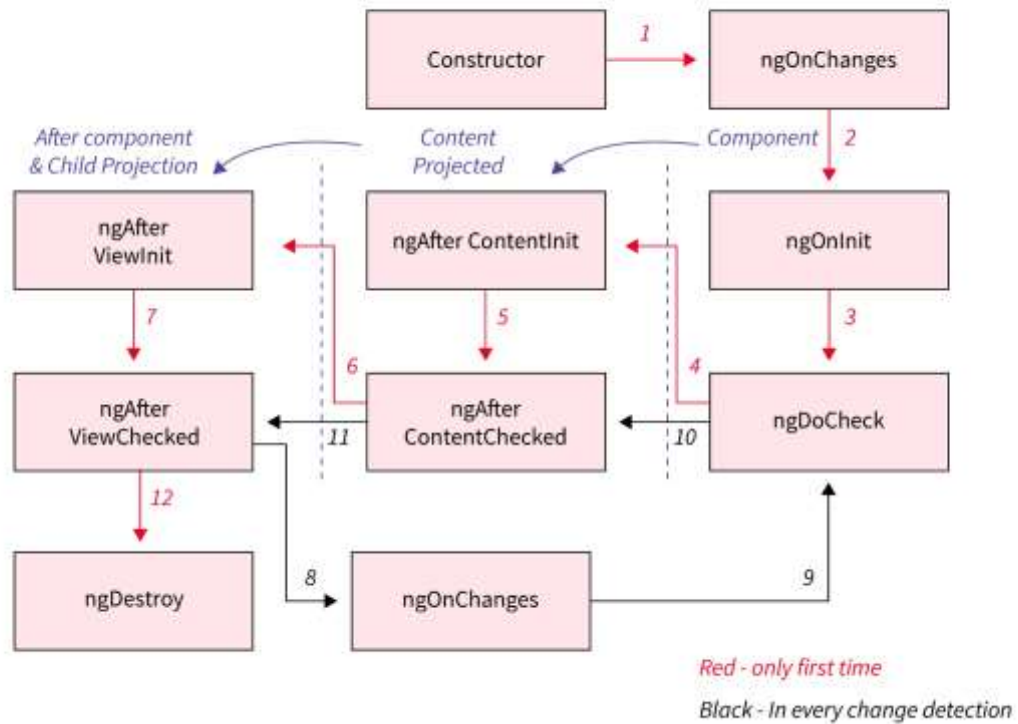 Constructor
1
ngOnChanges
After component
& Child Projection
Content
Projected
Component
2
ngAfter
ViewInit
ngAfter ContentInit
ngOnInit
7
5
3
6
4
ngAfter
ViewChecked
11
ngAfter
ContentChecked
10
ngDoCheck
12
8
9
ngDestroy
ngOnChanges
Red - only first time
Black - In every change detection